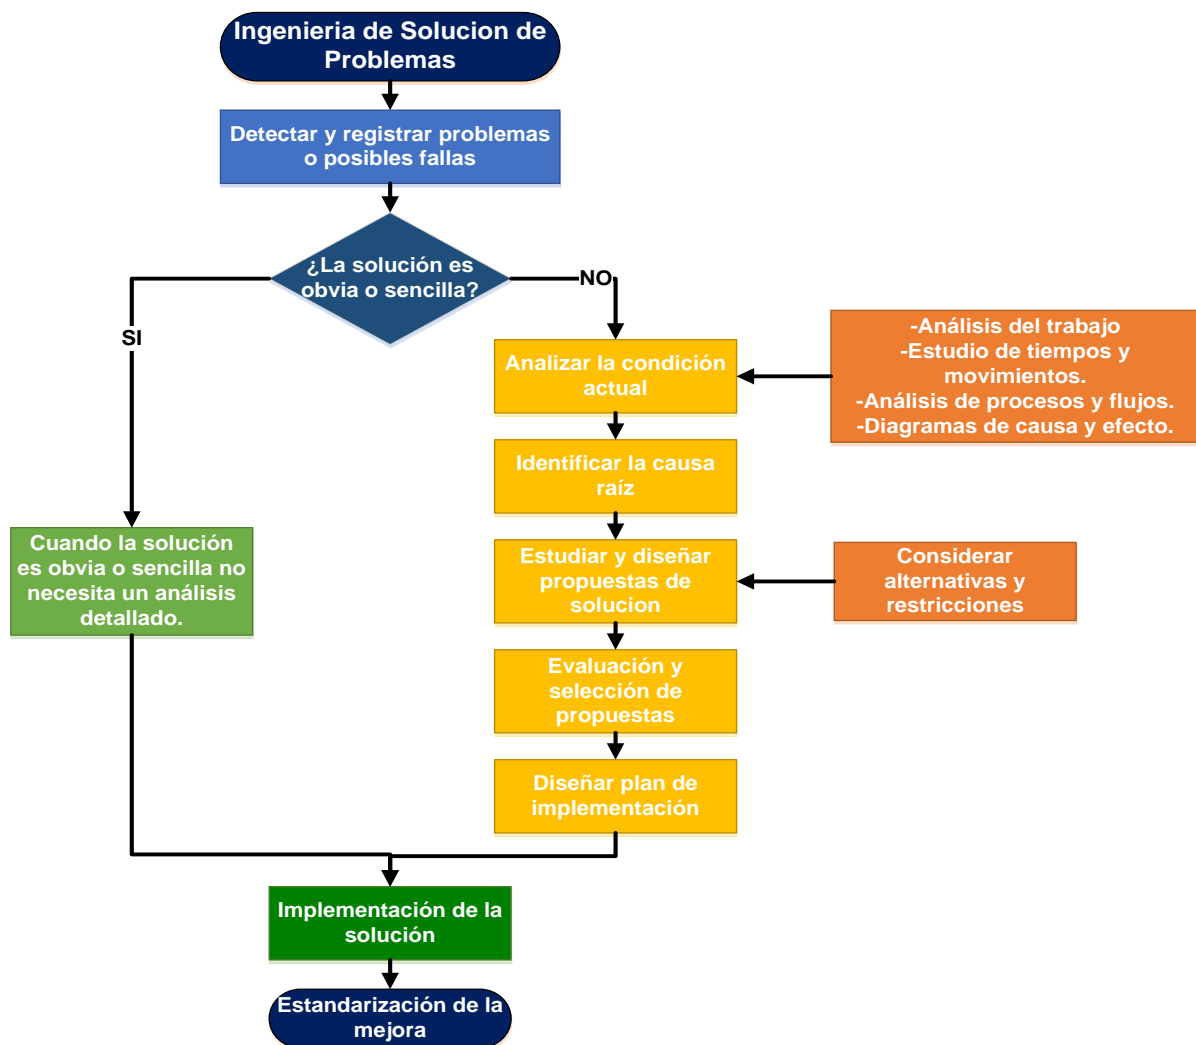 Ingenieria de Solucion de
Problemas
Detectar y registrar problemas
o posibles fallas
¿La solución es
obvia o sencilla?
NO
SI
Analizar la condición
actual
-Análisis del trabajo
-Estudio de tiempos y
movimientos.
-Análisis de procesos y flujos.
-Diagramas de causa y efecto.
Identificar la causa
raíz
Cuando la solución
es obvia o sencilla no
necesita un análisis
detallado.
Estudiar y diseñar
propuestas de
solucion
Considerar
alternativas y
restricciones
Evaluación y
selección de
propuestas
Diseñar plan de
implementación
Implementación de la
solución
Estandarización de la
mejora